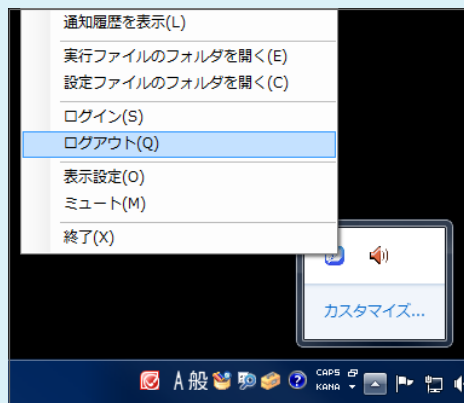 通知履歴を表示(L)
実行ファイルのフォルダを開く(E)
設定ファイルのフォルダを開く(C)
ログイン(S)
ログアウト(Q)
表示設定(O)
ミュート(M)
終了(X)
カスタマイズ...
A 般
CAPS
KANA